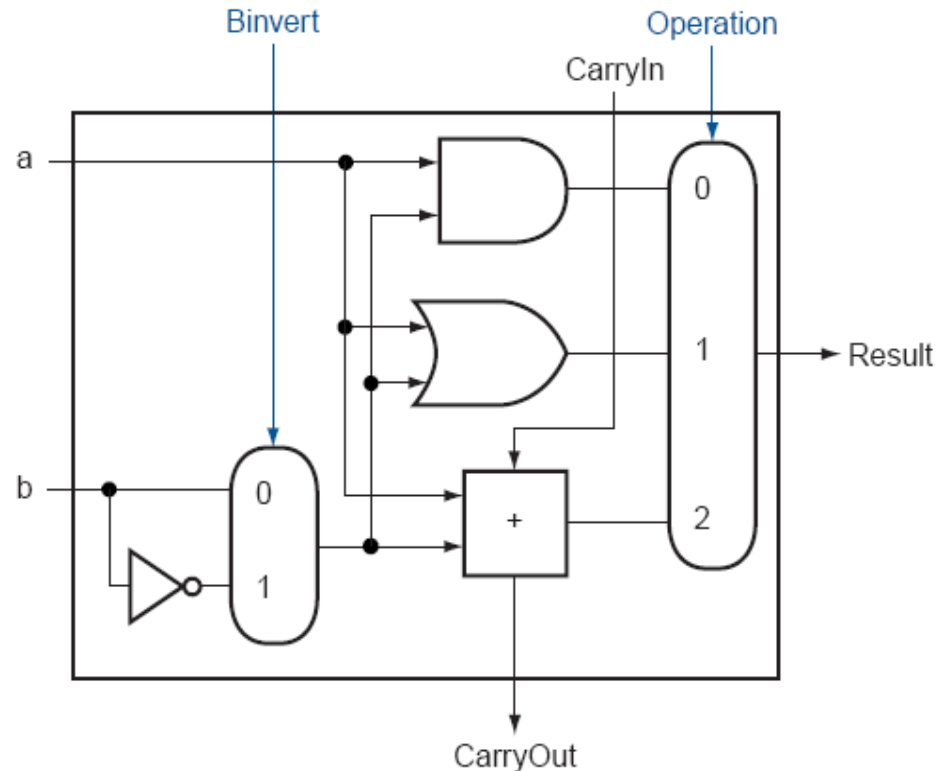 Binvert
Operation
CarryIn
a
0
1
Result
b
0
+
2
1
CarryOut